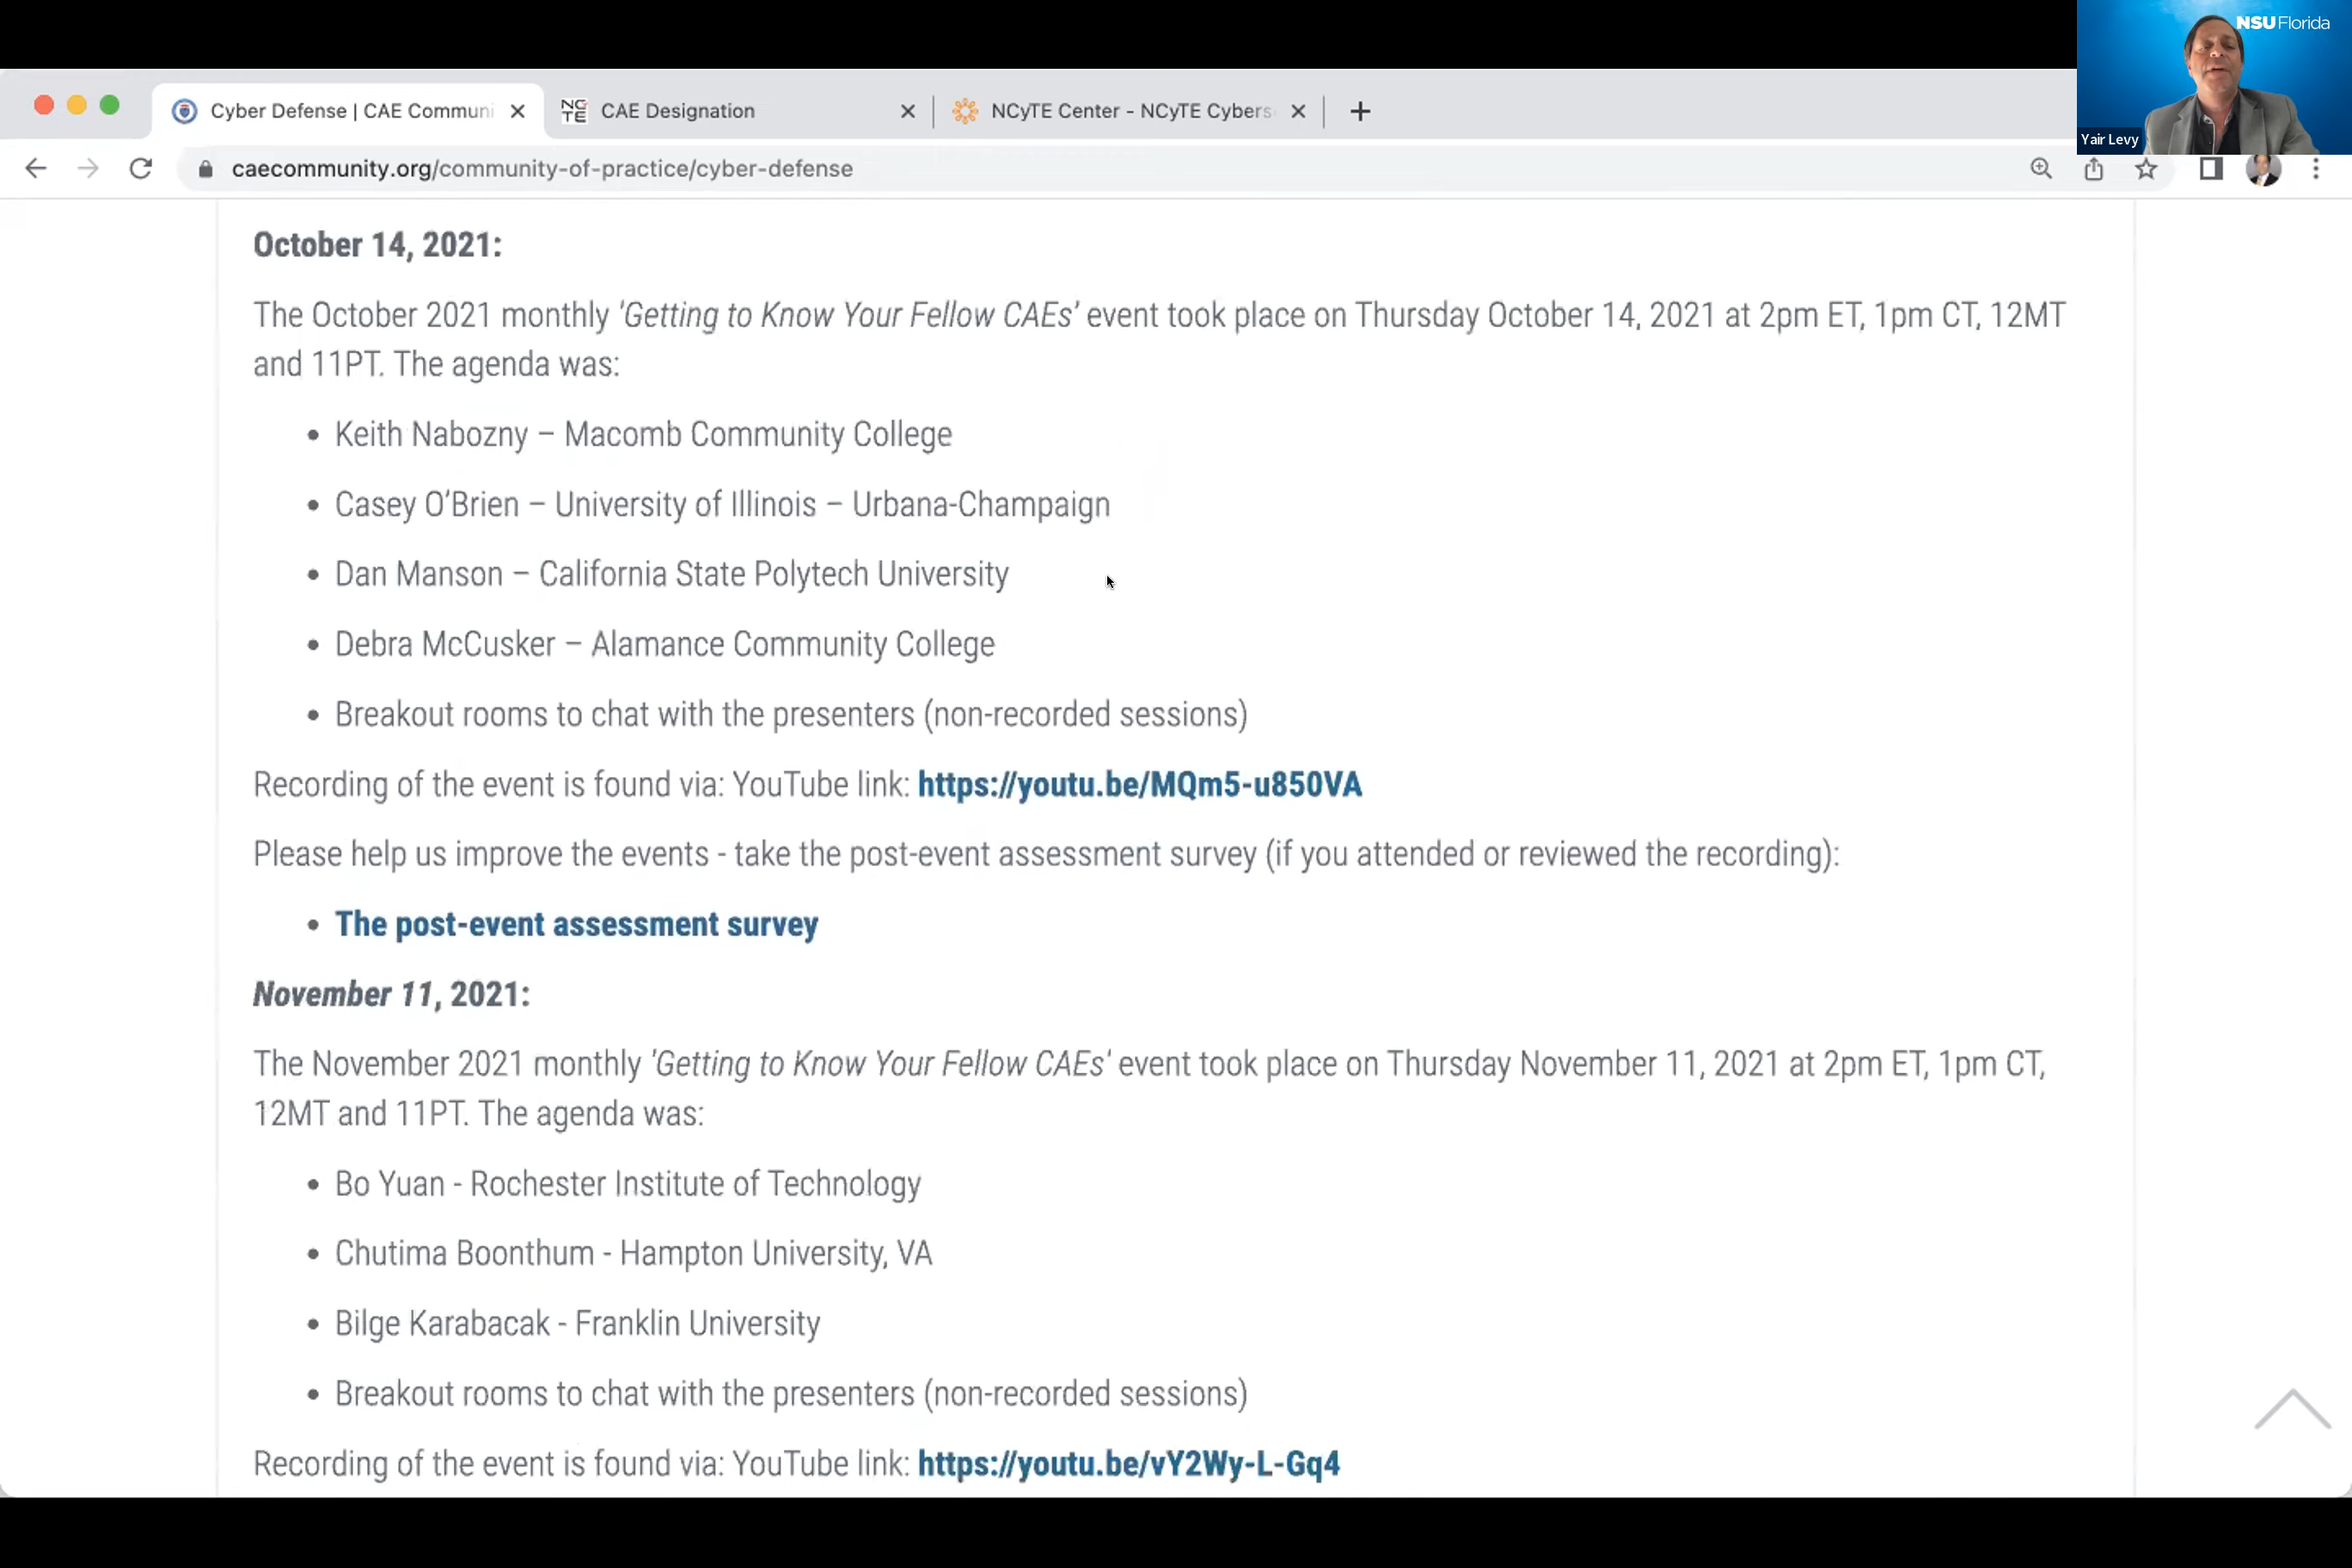 NSU Florida
Yair Levy
Cyber Defense | CAE Communi
NCTE CAE Designation
NCyTE Center - NCyTE Cybers
caecommunity.org/community-of-practice/cyber-defense
October 14, 2021:
The October 2021 monthly 'Getting to Know Your Fellow CAEs' event took place on Thursday October 14, 2021 at 2pm ET, 1pm CT, 12MT
and 11PT. The agenda was:
• Keith Nabozny – Macomb Community College
• Casey O'Brien – University of Illinois – Urbana-Champaign
• Dan Manson – California State Polytech University
• Debra McCusker – Alamance Community College
• Breakout rooms to chat with the presenters (non-recorded sessions)
Recording of the event is found via: YouTube link: https://youtu.be/MQm5-u850VA
Please help us improve the events - take the post-event assessment survey (if you attended or reviewed the recording):
• The post-event assessment survey
November 11, 2021:
The November 2021 monthly 'Getting to Know Your Fellow CAEs' event took place on Thursday November 11, 2021 at 2pm ET, 1pm CT,
12MT and 11PT. The agenda was:
• Bo Yuan - Rochester Institute of Technology
• Chutima Boonthum - Hampton University, VA
• Bilge Karabacak - Franklin University
• Breakout rooms to chat with the presenters (non-recorded sessions)
Recording of the event is found via: YouTube link: https://youtu.be/vY2Wy-L-Gq4